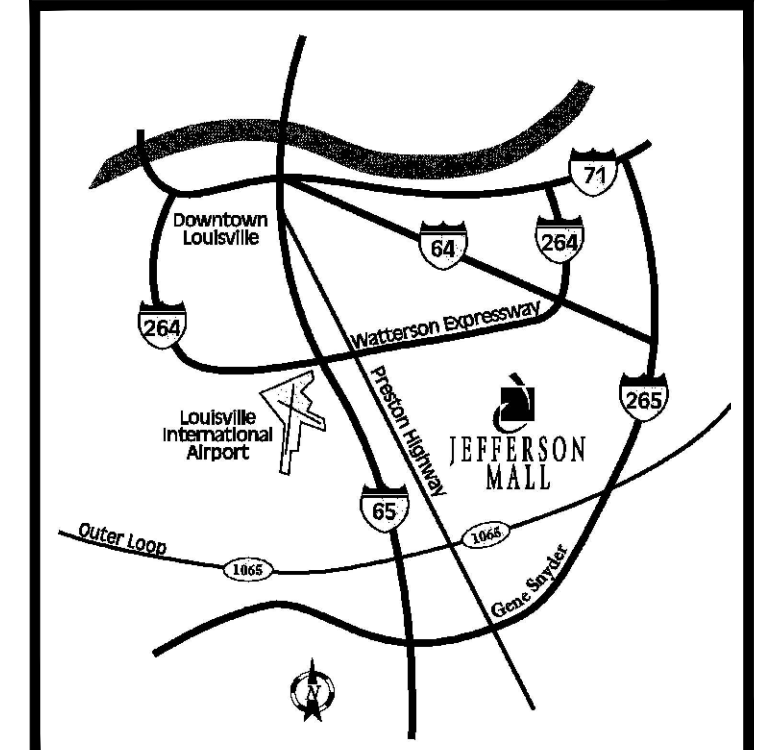 71
Downtown
Louisville
64
264
264
Watterson Expressway
Preston Highway
265
Louisville
International
Airport
JEFFERSON
MALL
65
Outer Loop
1065
1065
Gene Snyder
N